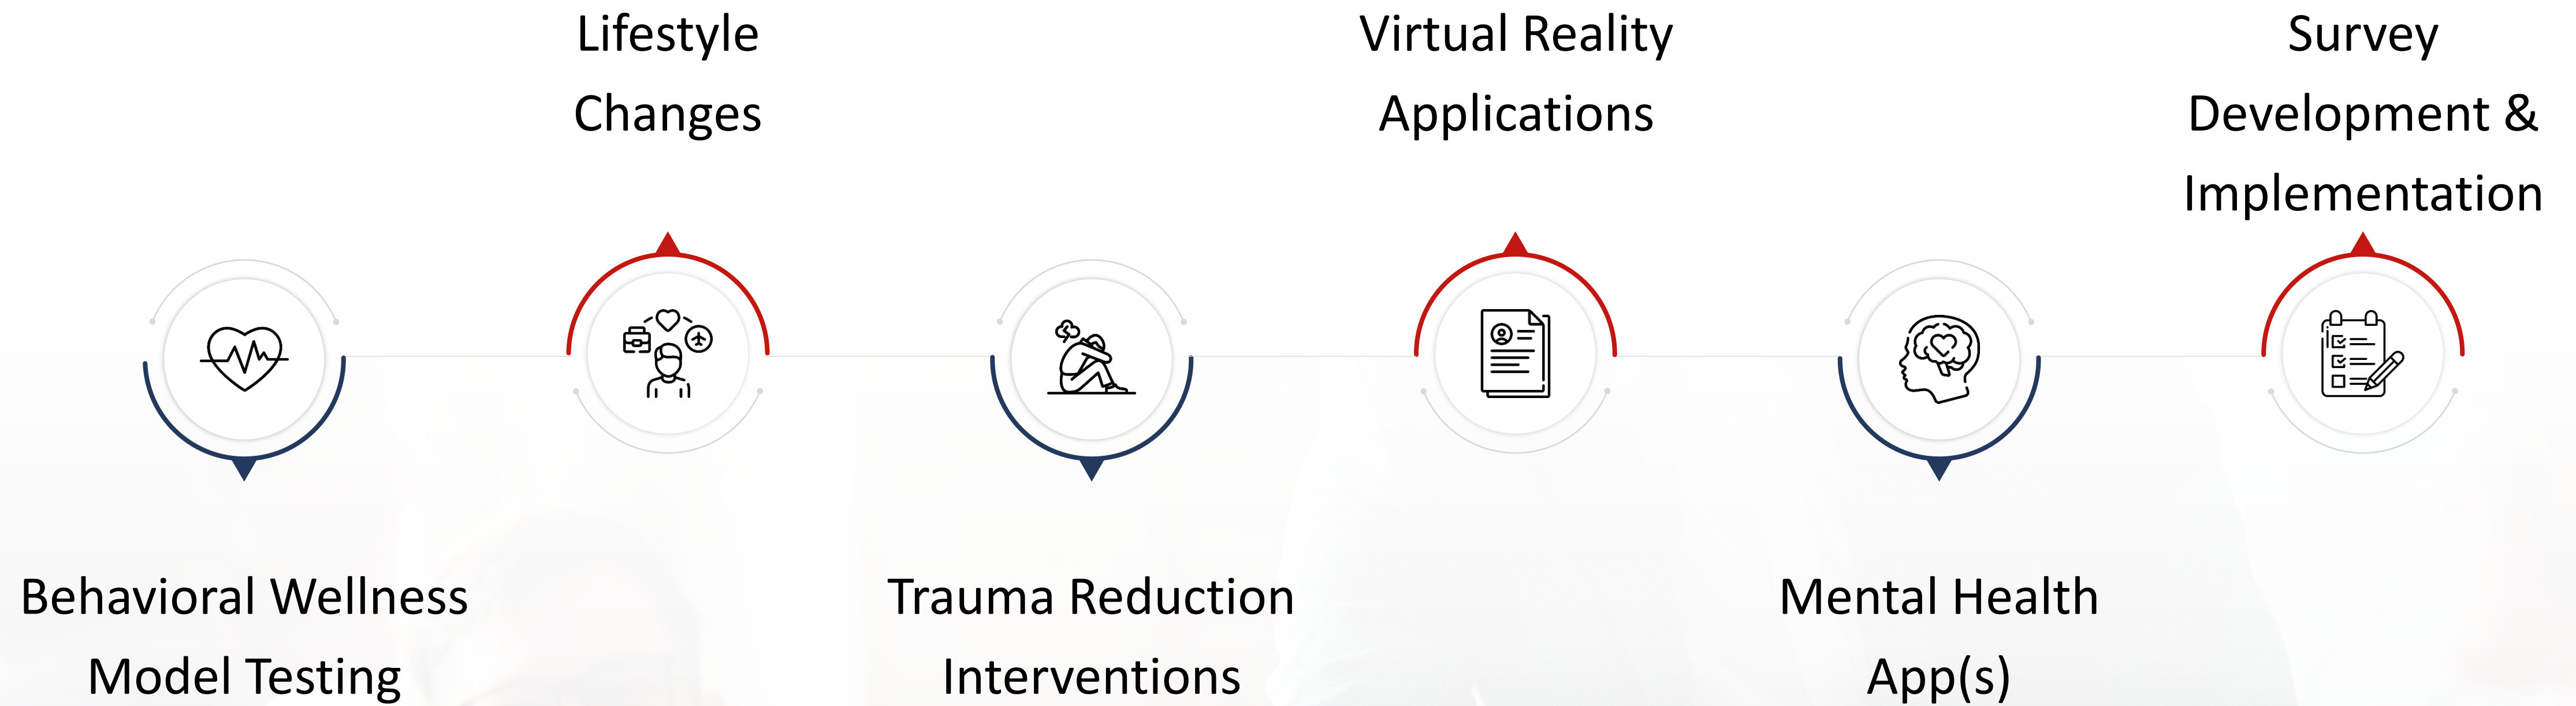 Behavioral Wellness
Model Testing
Lifestyle
Changes
Trauma Reduction
Interventions
Virtual Reality
Applications
Mental Health
App(s)
Survey
Development &
Implementation